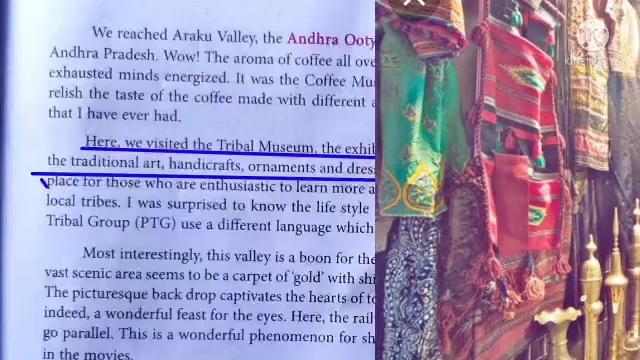 We reached Araku Valley, the Andhra Ooty
Andhra Pradesh. Wow! The aroma of coffee all ove
exhausted minds energized. It was the Coffee Mus
relish the taste of the coffee made with different a
that I have ever had.
Here, we visited the Tribal Museum, the exhib
the traditional art, handicrafts, ornaments and dres
place for those who are enthusiastic to learn more a
local tribes. I was surprised to know the life style
Tribal Group (PTG) use a different language which
Most interestingly, this valley is a boon for the
vast scenic area seems to be a carpet of 'gold' with shi
The picturesque back drop captivates the hearts of to
indeed, a wonderful feast for the eyes. Here, the rail
go parallel. This is a wonderful phenomenon for sh
in the movies.